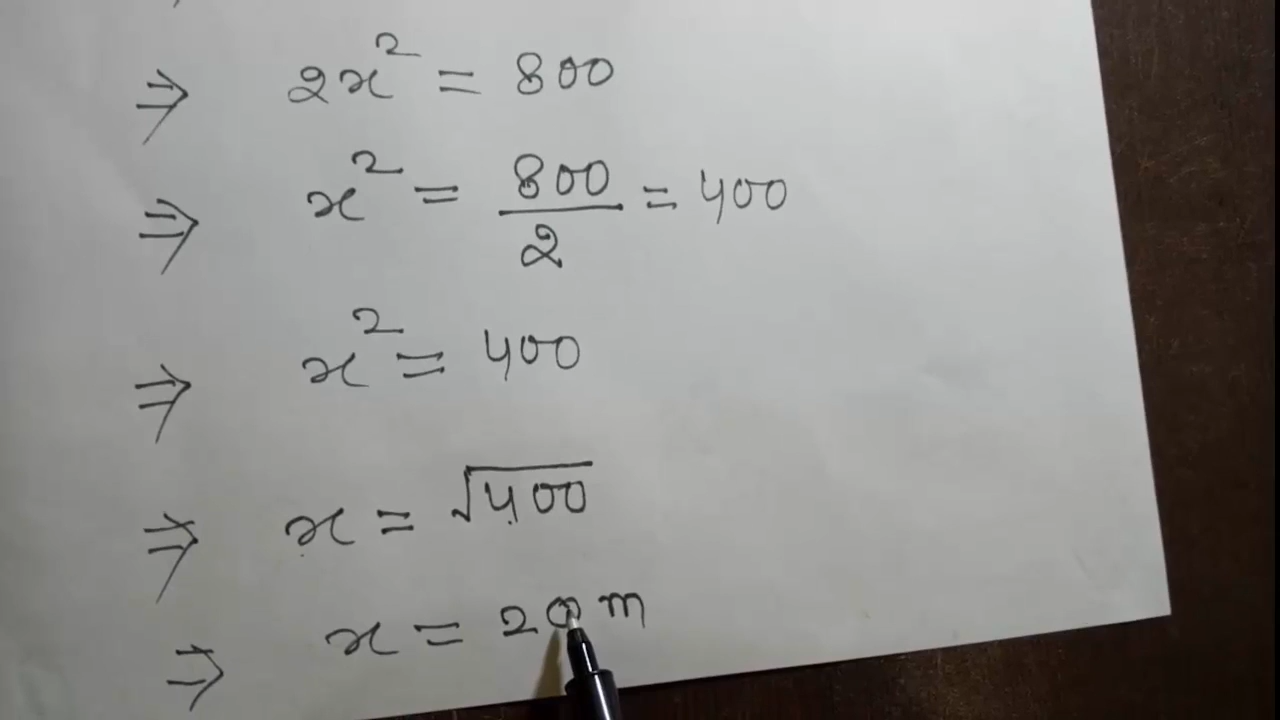 ⇒ 2x² = 800
⇒ x² = 800/2 = 400
⇒ x² = 400
⇒ x = √400
⇒ x = 20 m